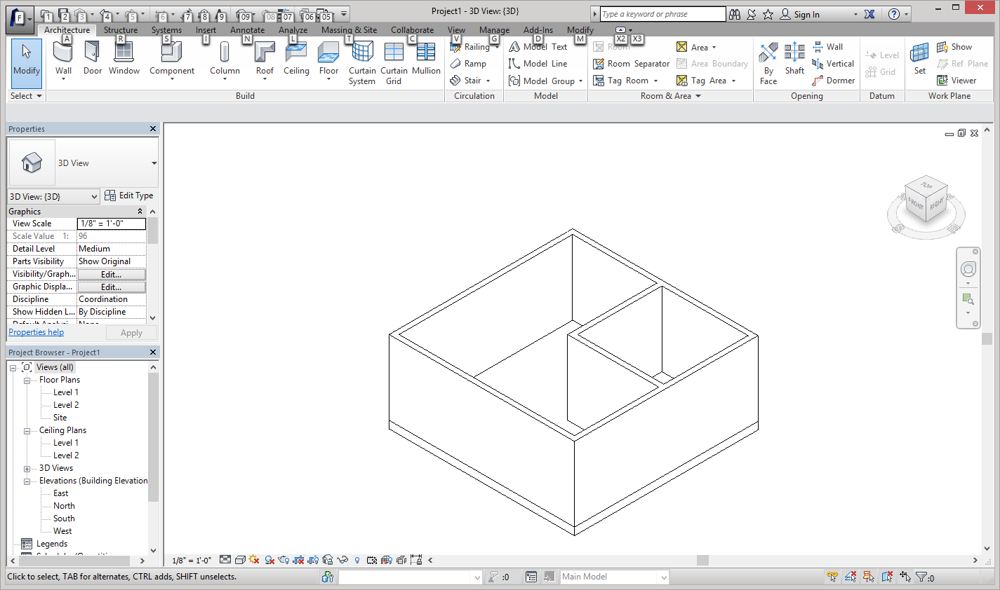 Project1 - 3D View: {3D}
Type a keyword or phrase
Sign In
F 1 2 3 4 5 6 7 8 9 09 08 07 06 05
Architecture Structure Systems Insert Annotate Analyze Massing & Site Collaborate View Manage Add-Ins Modify
A R S I N L T C V G D M X2 X3
Modify Wall Door Window Component Column Roof Ceiling Floor Curtain System Curtain Grid Mullion
Railing Model Text Room Area By Face Shaft Wall Level Set Show
Ramp Model Line Room Separator Area Boundary Vertical Grid Ref Plane
Stair Model Group Tag Room Tag Area Dormer Viewer
Select Build Circulation Model Room & Area Opening Datum Work Plane
Properties
3D View
3D View: {3D} Edit Type
Graphics
View Scale 1/8" = 1'-0"
Scale Value 1: 96
Detail Level Medium
Parts Visibility Show Original
Visibility/Graph... Edit...
Graphic Displa... Edit...
Discipline Coordination
Show Hidden L... By Discipline
Properties help Apply
Project Browser - Project1
Views (all)
Floor Plans
Level 1
Level 2
Site
Ceiling Plans
Level 1
Level 2
3D Views
Elevations (Building Elevation
East
North
South
West
Legends
TOP
FRONT RIGHT
1/8" = 1'-0"
Click to select, TAB for alternates, CTRL adds, SHIFT unselects.
:0
Main Model
:0